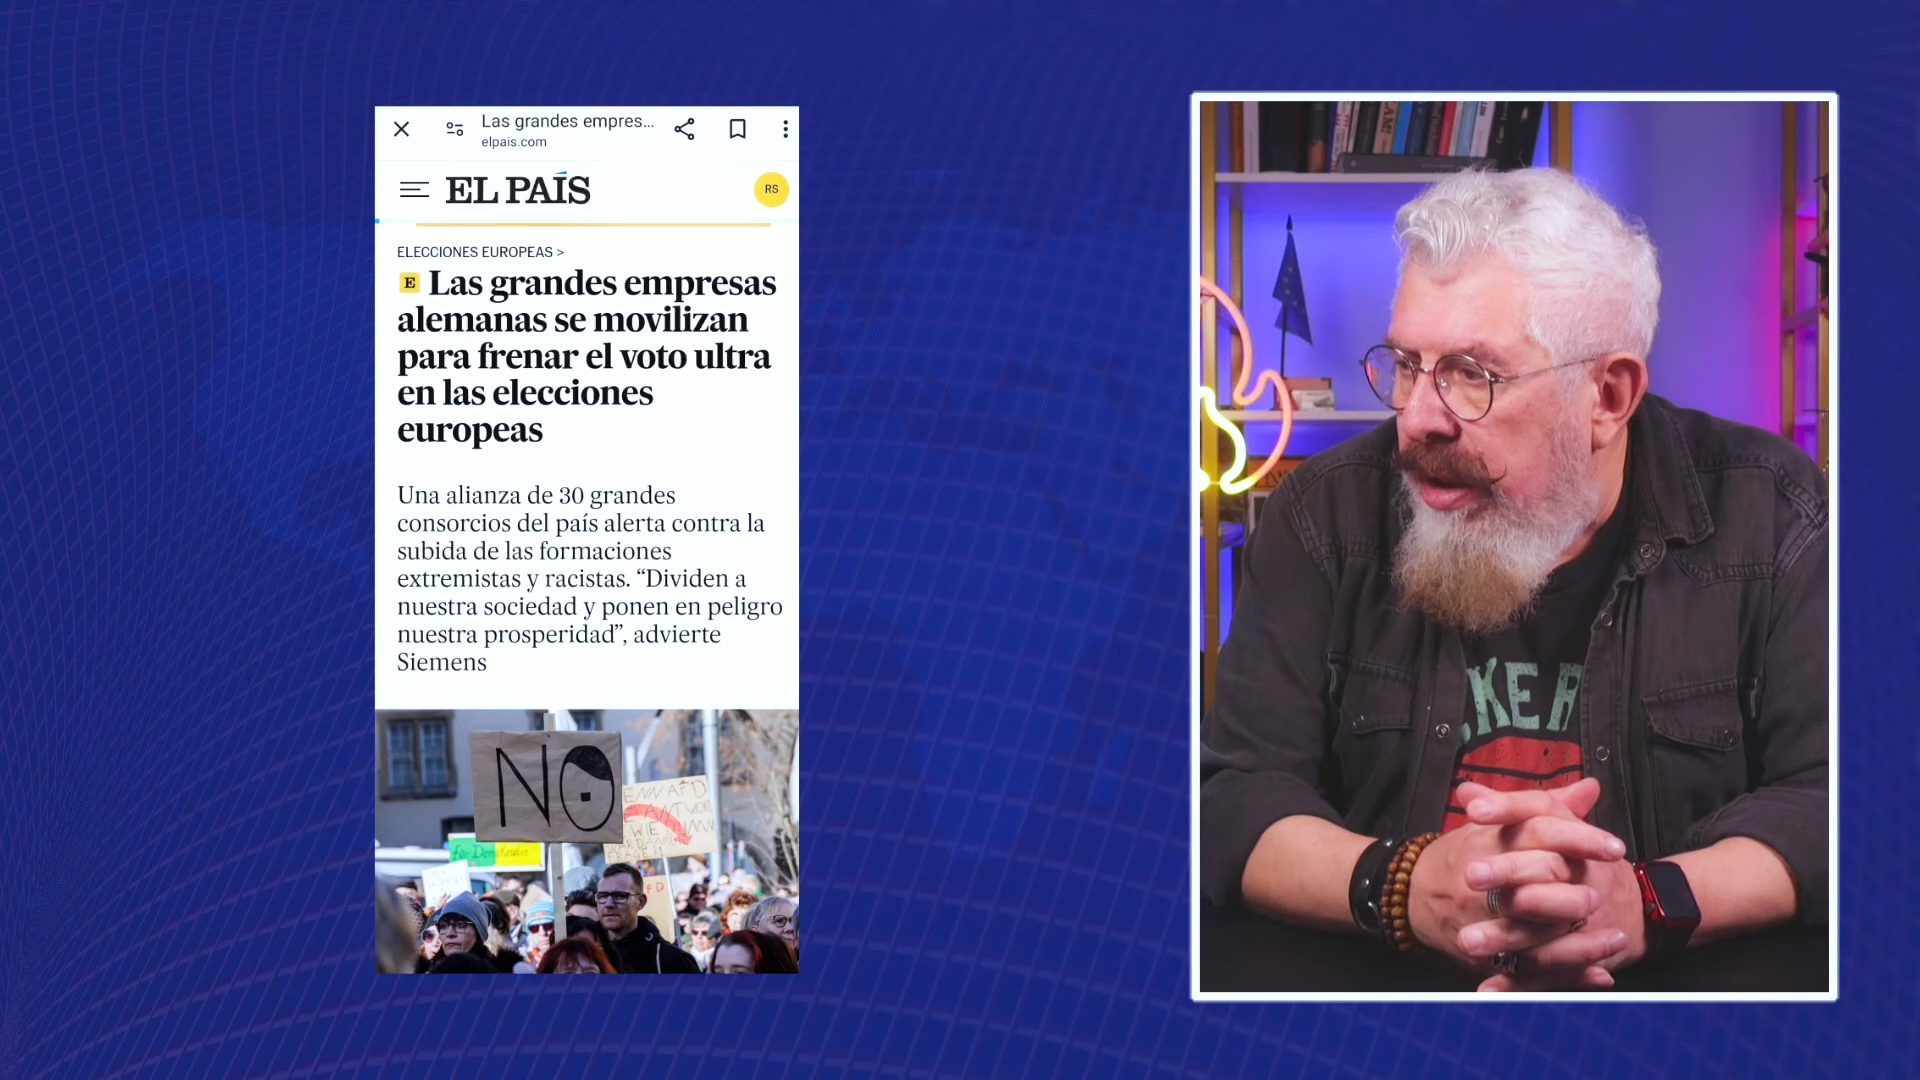 Las grandes empres...
elpais.com
EL PAÍS
RS
ELECCIONES EUROPEAS >
E Las grandes empresas
alemanas se movilizan
para frenar el voto ultra
en las elecciones
europeas
Una alianza de 30 grandes
consorcios del país alerta contra la
subida de las formaciones
extremistas y racistas. “Dividen a
nuestra sociedad y ponen en peligro
nuestra prosperidad”, advierte
Siemens
NO